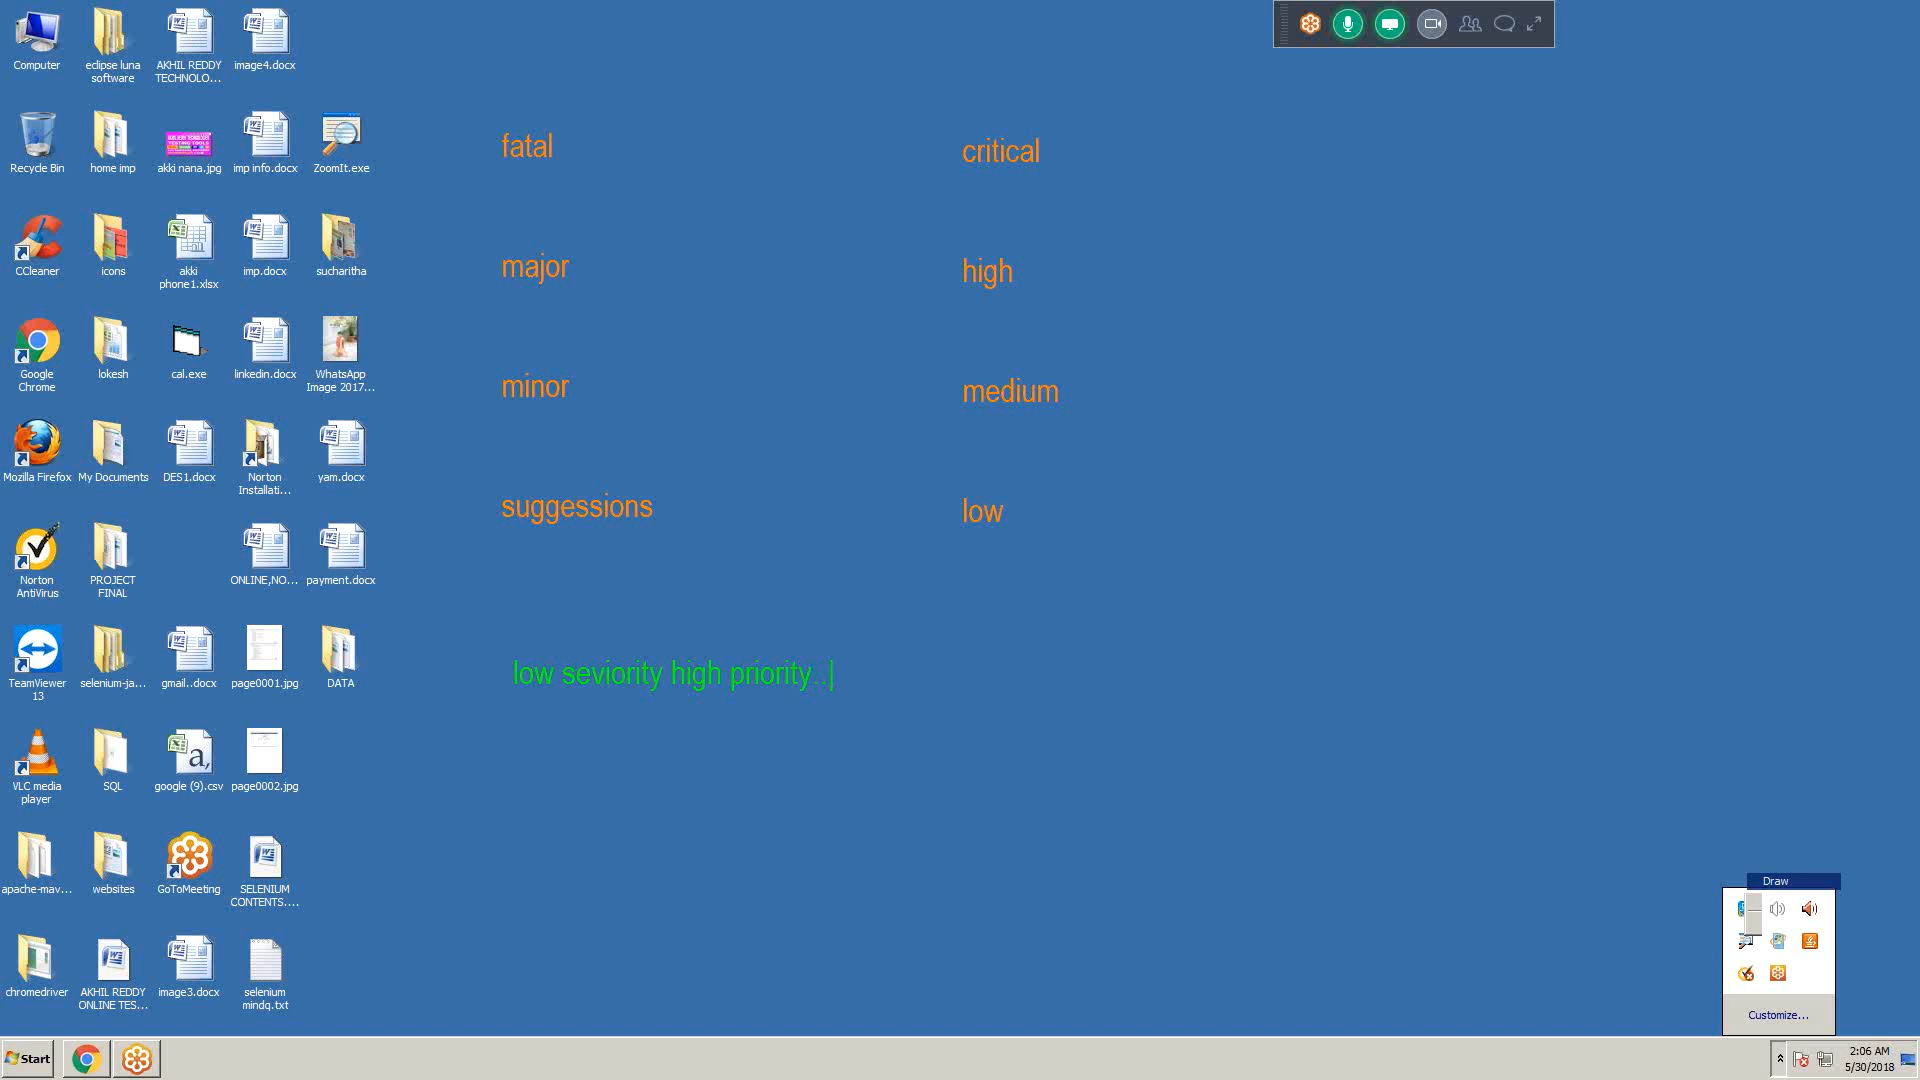 Computer
eclipse luna
software
AKHIL REDDY
TECHNOLO...
image4.docx
Recycle Bin
home imp
akki nana.jpg
imp info.docx
ZoomIt.exe
fatal
critical
CCleaner
icons
akki
phone1.xlsx
imp.docx
sucharitha
major
high
Google
Chrome
lokesh
cal.exe
linkedin.docx
WhatsApp
Image 2017...
minor
medium
Mozilla Firefox
My Documents
DES1.docx
Norton
Installati...
yam.docx
suggessions
low
Norton
AntiVirus
PROJECT
FINAL
ONLINE,NO...
payment.docx
low seviority high priority..]
TeamViewer
13
selenium-ja...
gmail..docx
page0001.jpg
DATA
VLC media
player
SQL
google (9).csv
page0002.jpg
apache-mav...
websites
GoToMeeting
SELENIUM
CONTENTS....
Draw
chromedriver
AKHIL REDDY
ONLINE TES...
image3.docx
selenium
mindq.txt
Customize...
Start
2:06 AM
5/30/2018